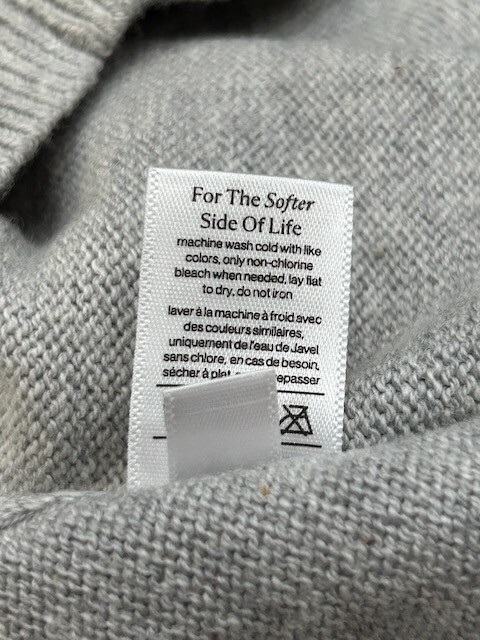 For The Softer
Side Of Life
machine wash cold with like
colors, only non-chlorine
bleach when needed, lay flat
to dry, do not iron
laver à la machine à froid avec
des couleurs similaires,
uniquement de l'eau de Javel
sans chlore, en cas de besoin,
sécher à plat, repasser